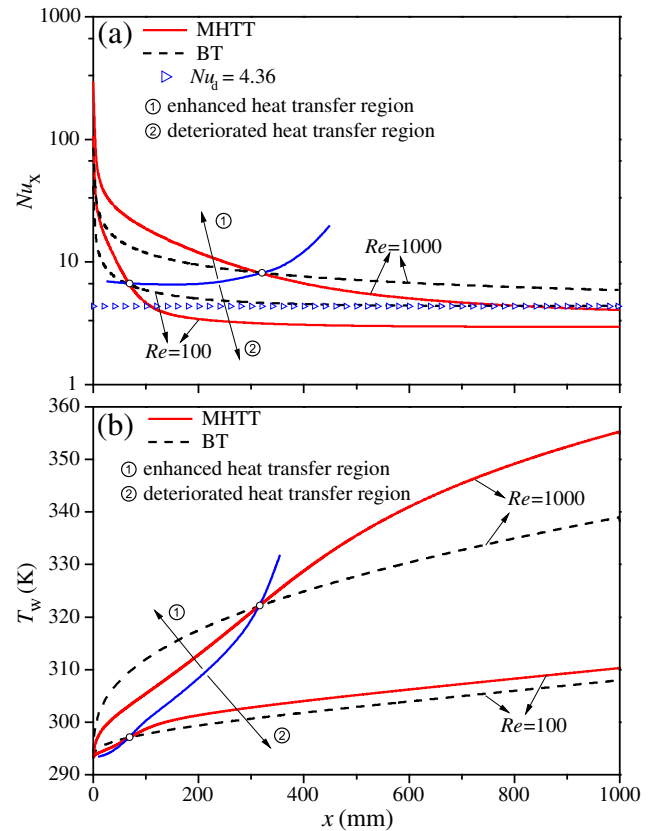 (a)
MHTT
BT
Nu_d = 4.36
① enhanced heat transfer region
② deteriorated heat transfer region
1000
100
10
1
Nu_x
①
Re=1000
Re=100
②
(b)
MHTT
BT
① enhanced heat transfer region
② deteriorated heat transfer region
360
350
340
330
320
310
300
290
T_w (K)
Re=1000
①
②
Re=100
0 200 400 600 800 1000
x (mm)